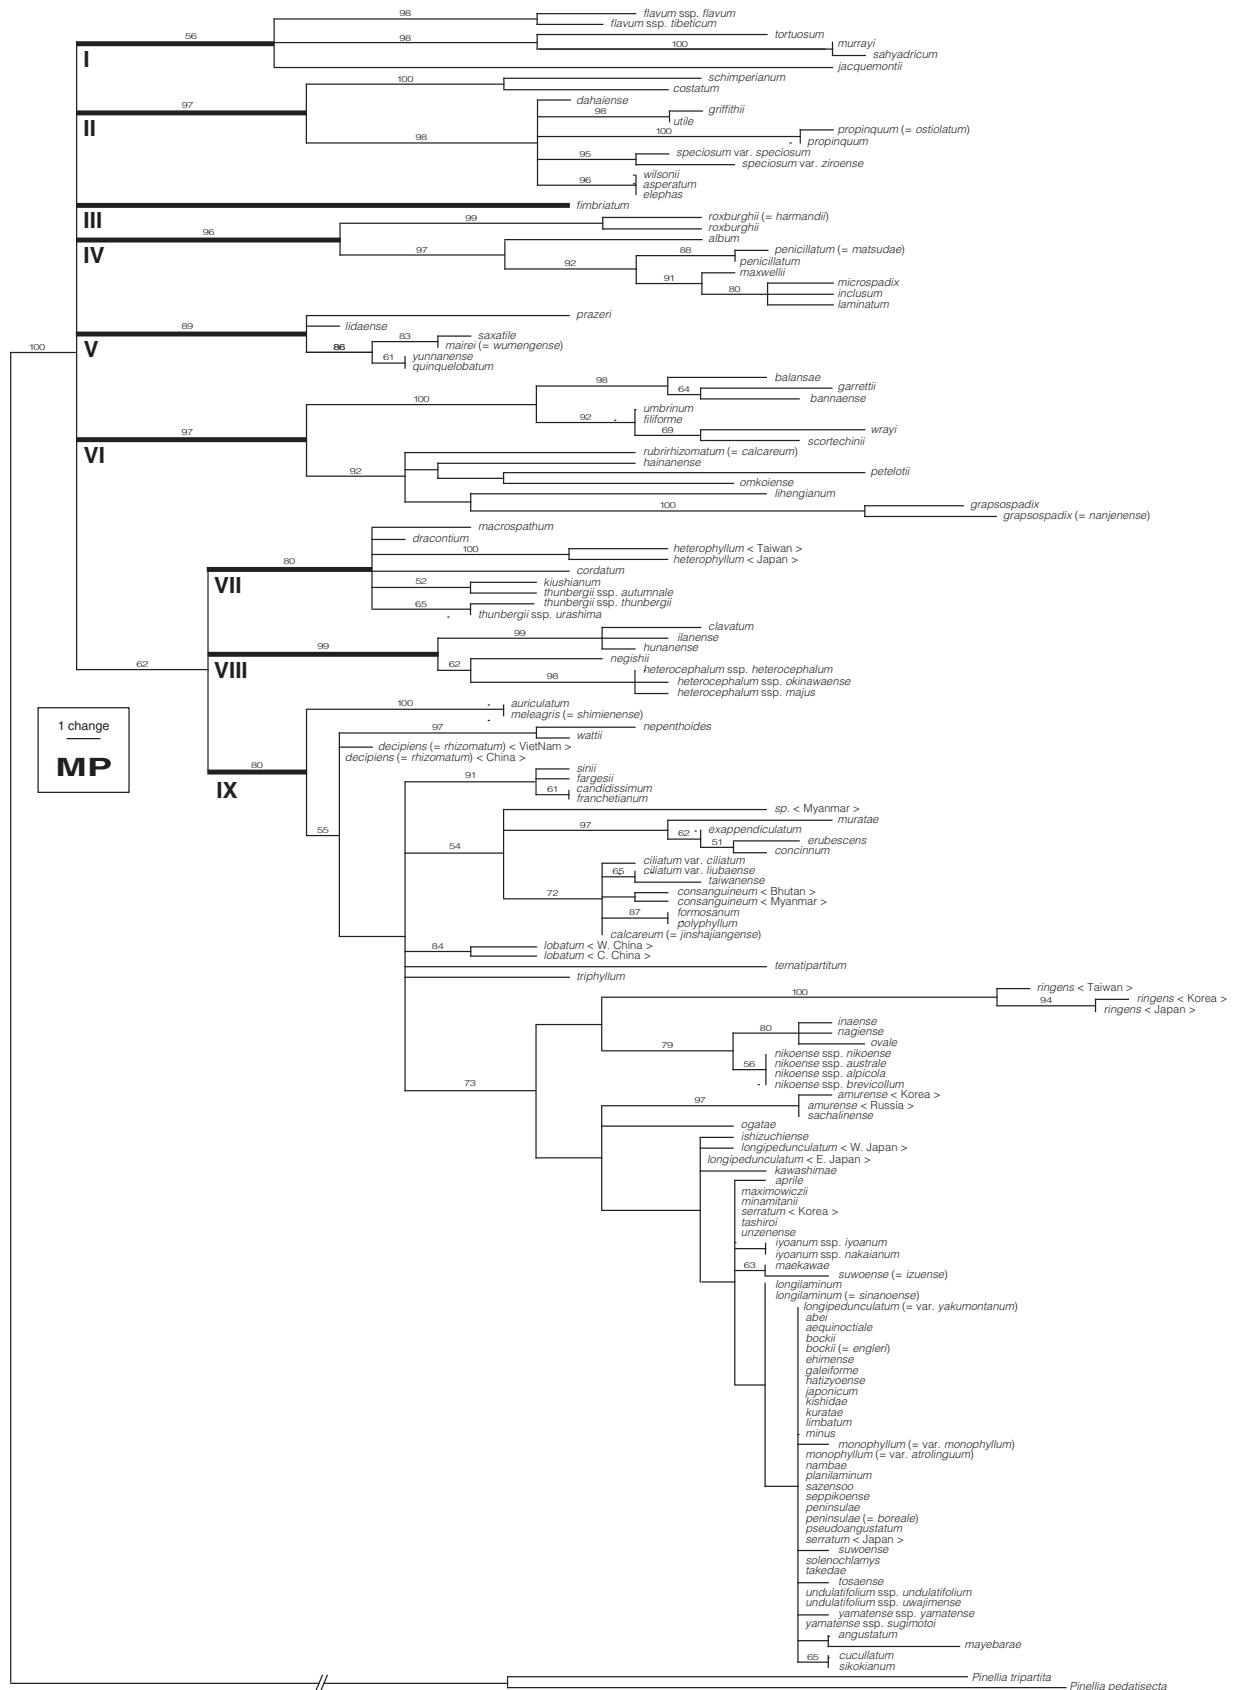 98
flavum ssp. flavum
flavum ssp. tibeticum
56
98
tortuosum
100
murrayi
sahyadricum
I
jacquemontii
100
schimperianum
costatum
97
II
98
dahaiense
98
griffithii
utile
100
propinquum (= ostiolatum)
propinquum
95
speciosum var. speciosum
speciosum var. ziroense
96
wilsonii
asperatum
elephas
III
fimbriatum
96
IV
99
roxburghii (= harmandii)
roxburghii
97
album
92
88
penicillatum (= matsudae)
penicillatum
91
maxwellii
80
microspadix
inclusum
laminatum
89
V
prazeri
lidaense
86
83
saxatile
mairei (= wumengense)
61
yunnanense
quinquelobatum
100
97
VI
100
98
balansae
64
garrettii
bannaense
92
umbrinum
filiforme
69
wrayi
scortechinii
92
rubrirhizomatum (= calcareum)
hainanense
petelotii
omkoiense
lihengianum
100
grapsospadix
grapsospadix (= nanjenense)
80
VII
macrospathum
dracontium
100
heterophyllum < Taiwan >
heterophyllum < Japan >
cordatum
52
kiushianum
thunbergii ssp. autumnale
65
thunbergii ssp. thunbergii
thunbergii ssp. urashima
62
99
VIII
99
clavatum
ilanense
hunanense
62
negishii
98
heterocephalum ssp. heterocephalum
heterocephalum ssp. okinawaense
heterocephalum ssp. majus
1 change
MP
80
IX
100
auriculatum
meleagris (= shimienense)
97
nepenthoides
wattii
decipiens (= rhizomatum) < VietNam >
decipiens (= rhizomatum) < China >
55
91
sinii
fargesii
61
candidissimum
franchetianum
54
sp. < Myanmar >
97
muratae
62
exappendiculatum
51
erubescens
concinnum
72
ciliatum var. ciliatum
65
ciliatum var. liubaense
taiwanense
consanguineum < Bhutan >
consanguineum < Myanmar >
87
formosanum
polyphyllum
calcareum (= jinshajiangense)
84
lobatum < W. China >
lobatum < C. China >
ternatipartitum
triphyllum
73
100
ringens < Taiwan >
94
ringens < Korea >
ringens < Japan >
79
80
inaense
nagiense
ovale
56
nikoense ssp. nikoense
nikoense ssp. australe
nikoense ssp. alpicola
nikoense ssp. brevicollum
97
amurense < Korea >
amurense < Russia >
sachalinense
ogatae
ishizuchiense
longipedunculatum < W. Japan >
longipedunculatum < E. Japan >
kawashimae
aprile
maximowiczii
minamitanii
serratum < Korea >
tashiroi
unzenense
iyoanum ssp. iyoanum
iyoanum ssp. nakaianum
63
maekawae
suwoense (= izuense)
longilaminum
longilaminum (= sinanoense)
longipedunculatum (= var. yakumontanum)
abei
aequinoctiale
bockii
bockii (= engleri)
ehimense
galeiforme
hatizyoense
japonicum
kishidae
kuratae
limbatum
minus
monophyllum (= var. monophyllum)
monophyllum (= var. atrolinguum)
nambae
planilaminum
sazensoo
seppikoense
peninsulae
peninsulae (= boreale)
pseudoangustatum
serratum < Japan >
suwoense
solenochlamys
takedae
tosaense
undulatifolium ssp. undulatifolium
undulatifolium ssp. uwajimense
yamatense ssp. yamatense
yamatense ssp. sugimotoi
angustatum
mayebarae
65
cucullatum
sikokianum
Pinellia tripartita
Pinellia pedatisecta